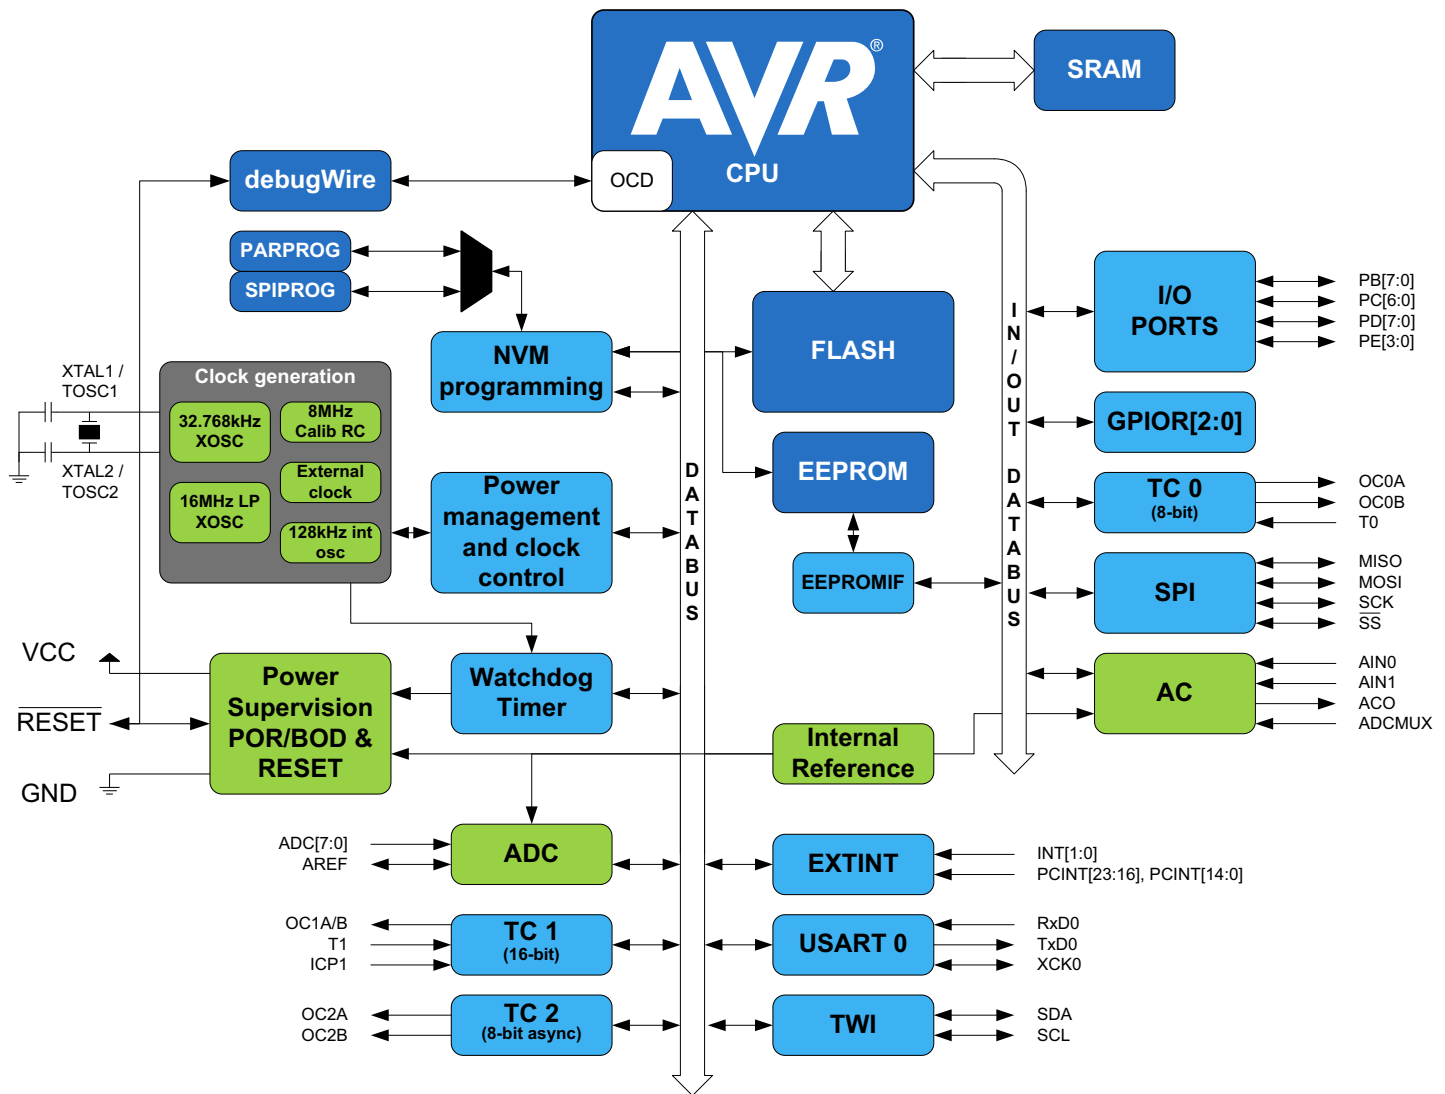 AVR®
CPU
OCD
SRAM
debugWire
PARPROG
SPIPROG
NVM
programming
FLASH
EEPROM
EEPROMIF
Clock generation
32.768kHz
XOSC
8MHz
Calib RC
External
clock
16MHz LP
XOSC
128kHz int
osc
XTAL1 /
TOSC1
XTAL2 /
TOSC2
Power
management
and clock
control
DATABUS
IN/OUT DATABUS
I/O
PORTS
PB[7:0]
PC[6:0]
PD[7:0]
PE[3:0]
GPIOR[2:0]
TC 0
(8-bit)
OC0A
OC0B
T0
SPI
MISO
MOSI
SCK
SS
AC
AIN0
AIN1
ACO
ADCMUX
VCC
RESET
GND
Power
Supervision
POR/BOD &
RESET
Watchdog
Timer
Internal
Reference
ADC[7:0]
AREF
ADC
EXTINT
INT[1:0]
PCINT[23:16], PCINT[14:0]
OC1A/B
T1
ICP1
TC 1
(16-bit)
USART 0
RxD0
TxD0
XCK0
OC2A
OC2B
TC 2
(8-bit async)
TWI
SDA
SCL